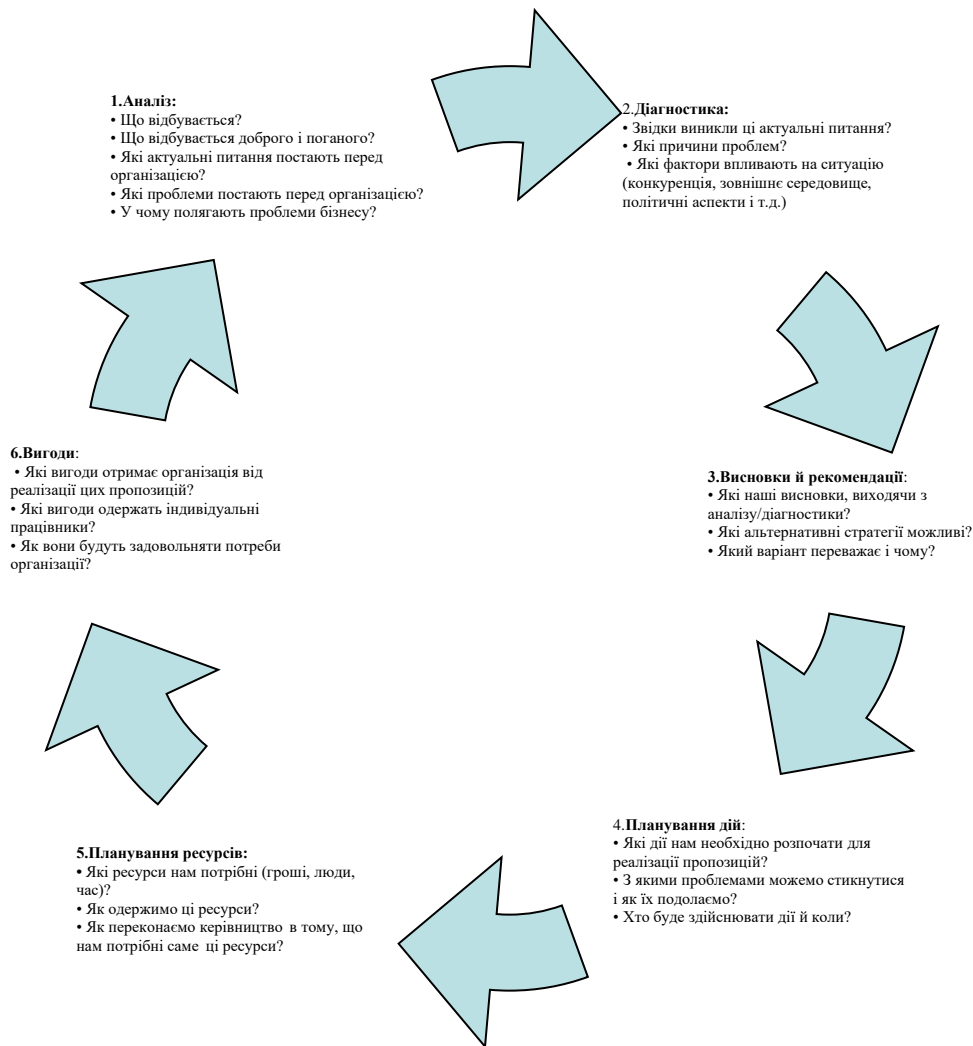 1.Аналіз:
• Що відбувається?
• Що відбувається доброго і поганого?
• Які актуальні питання постають перед
організацією?
• Які проблеми постають перед організацією?
• У чому полягають проблеми бізнесу?
2.Діагностика:
• Звідки виникли ці актуальні питання?
• Які причини проблем?
• Які фактори впливають на ситуацію
(конкуренція, зовнішнє середовище,
політичні аспекти і т.д.)
3.Висновки й рекомендації:
• Які наші висновки, виходячи з
аналізу/діагностики?
• Які альтернативні стратегії можливі?
• Який варіант переважає і чому?
4.Планування дій:
• Які дії нам необхідно розпочати для
реалізації пропозицій?
• З якими проблемами можемо стикнутися
і як їх подолаємо?
• Хто буде здійснювати дії й коли?
5.Планування ресурсів:
• Які ресурси нам потрібні (гроші, люди,
час)?
• Як одержимо ці ресурси?
• Як переконаємо керівництво в тому, що
нам потрібні саме ці ресурси?
6.Вигоди:
• Які вигоди отримає організація від
реалізації цих пропозицій?
• Які вигоди одержать індивідуальні
працівники?
• Як вони будуть задовольняти потреби
організації?